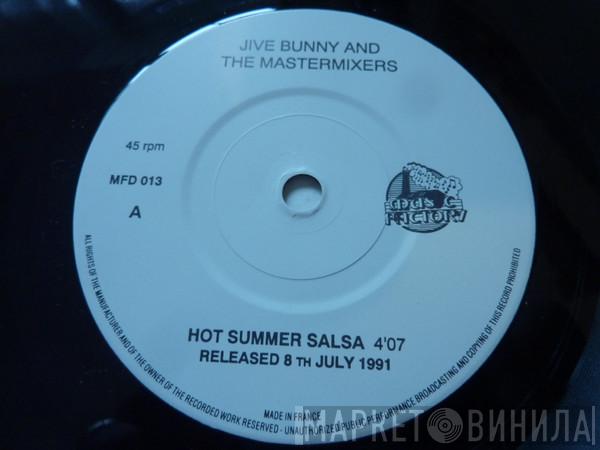 JIVE BUNNY AND
THE MASTERMIXERS
45 rpm
MFD 013
A
MUSIC
FACTORY
HOT SUMMER SALSA 4'07
RELEASED 8 TH JULY 1991
MADE IN FRANCE
ALL RIGHTS OF THE MANUFACTURER AND OF THE OWNER OF THE RECORDED WORK RESERVED - UNAUTHORIZED PUBLIC PERFORMANCE BROADCASTING AND COPYING OF THIS RECORD PROHIBITED
МАРКЕТ ВИНИЛА